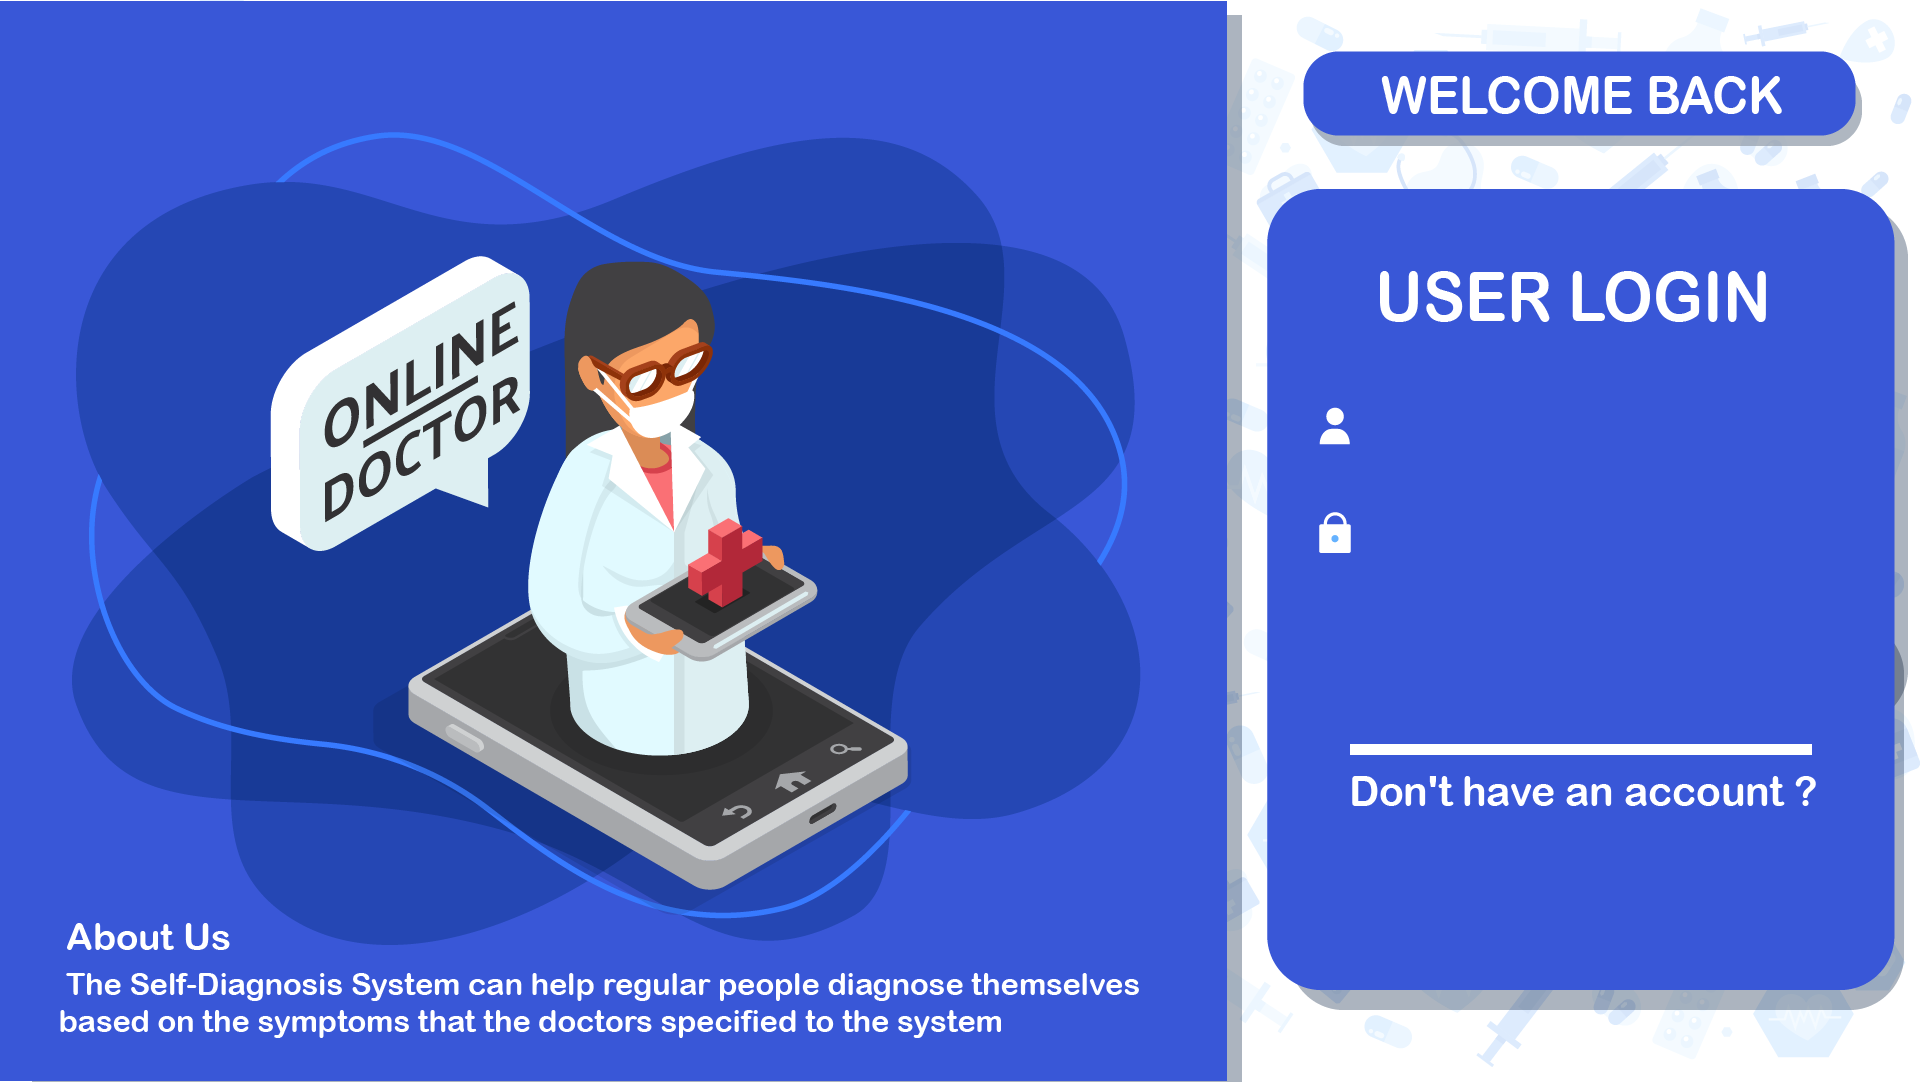 ONLINE
DOCTOR
About Us
The Self-Diagnosis System can help regular people diagnose themselves
based on the symptoms that the doctors specified to the system
WELCOME BACK
USER LOGIN
Don't have an account ?